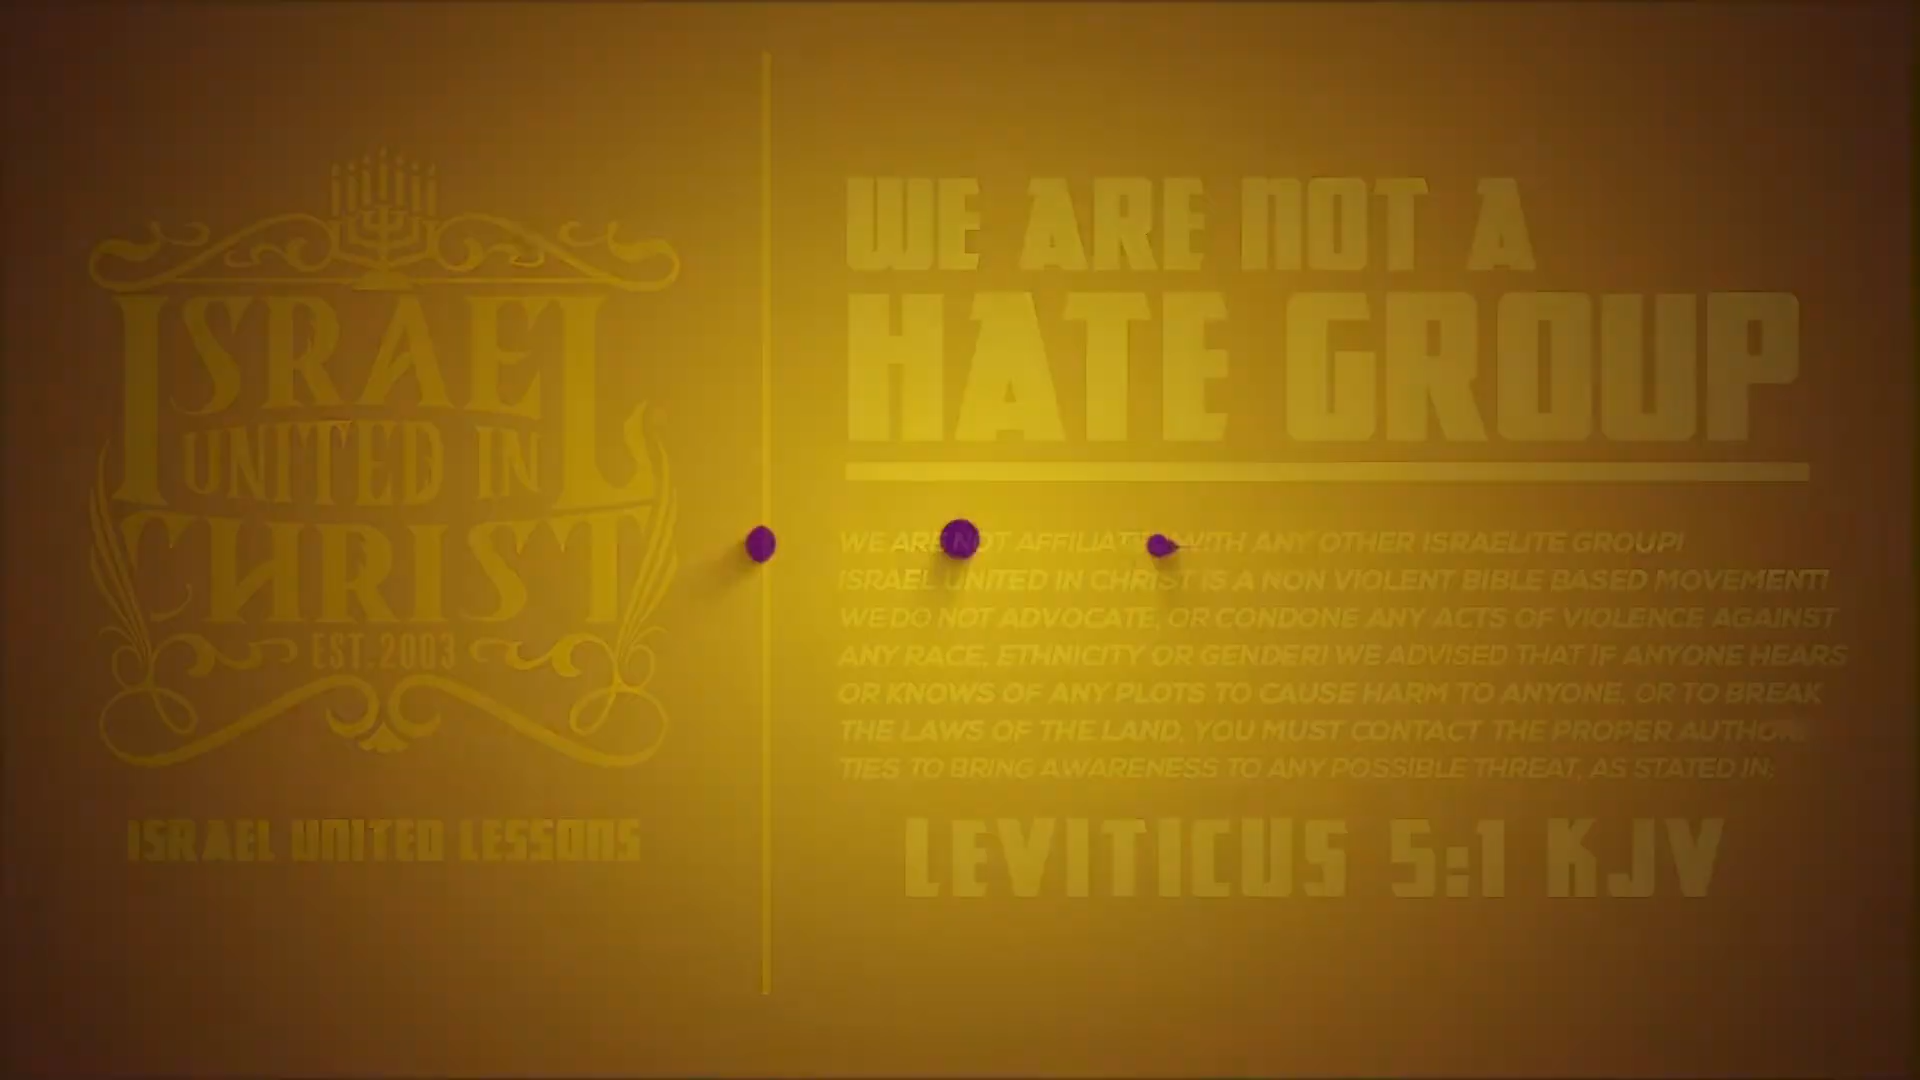 ISRAEL
UNITED IN
CHRIST
EST. 2003
ISRAEL UNITED LESSONS
WE ARE NOT A
HATE GROUP
WE ARE NOT AFFILIATED WITH ANY OTHER ISRAELITE GROUP!
ISRAEL UNITED IN CHRIST IS A NON VIOLENT BIBLE BASED MOVEMENT!
WE DO NOT ADVOCATE, OR CONDONE ANY ACTS OF VIOLENCE AGAINST
ANY RACE, ETHNICITY OR GENDER! WE ADVISED THAT IF ANYONE HEARS
OR KNOWS OF ANY PLOTS TO CAUSE HARM TO ANYONE, OR TO BREAK
THE LAWS OF THE LAND, YOU MUST CONTACT THE PROPER AUTHORI
TIES TO BRING AWARENESS TO ANY POSSIBLE THREAT, AS STATED IN:
LEVITICUS 5:1 KJV